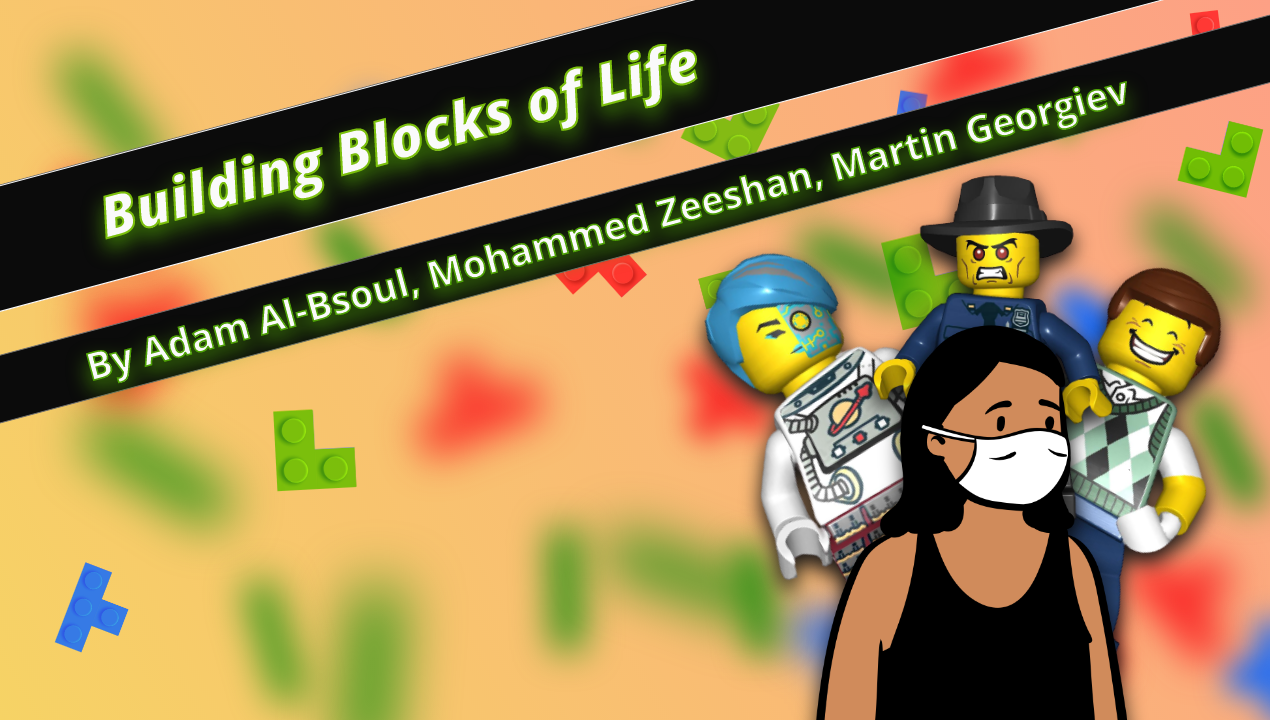 Building Blocks of Life
By Adam Al-Bsoul, Mohammed Zeeshan, Martin Georgiev